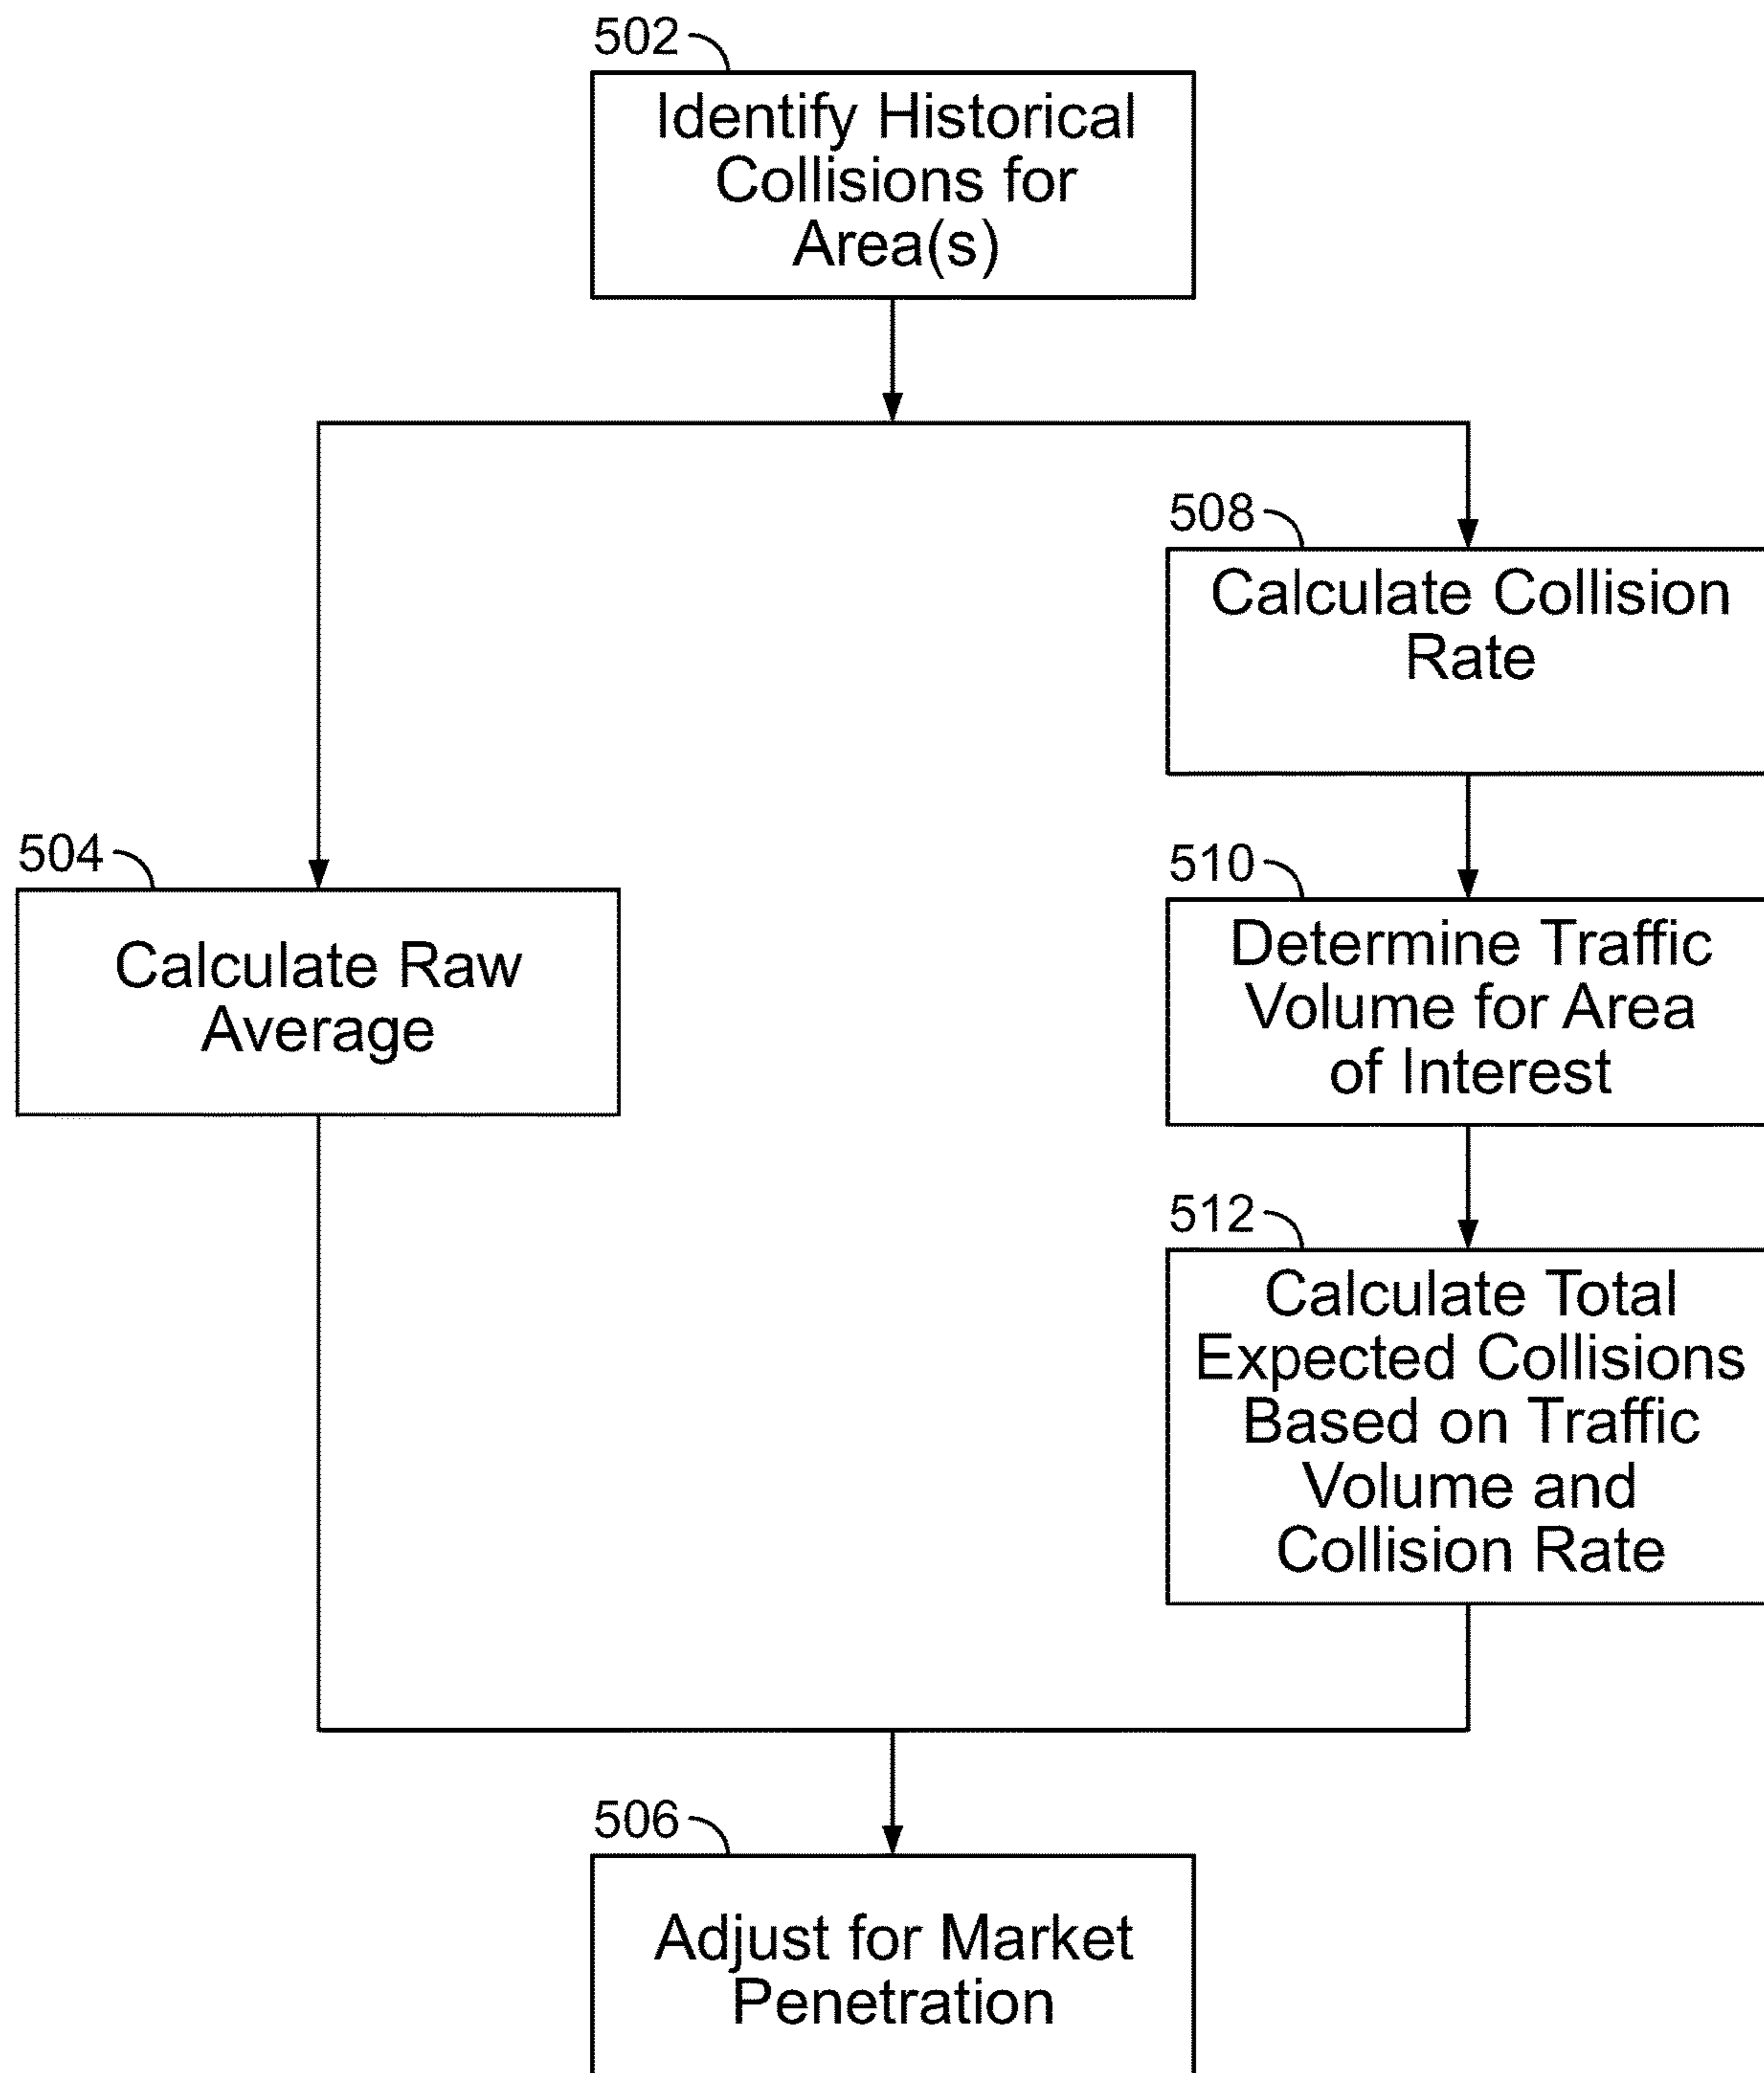 502
Identify Historical
Collisions for
Area(s)
508
Calculate Collision
Rate
504
Calculate Raw
Average
510
Determine Traffic
Volume for Area
of Interest
512
Calculate Total
Expected Collisions
Based on Traffic
Volume and
Collision Rate
506
Adjust for Market
Penetration